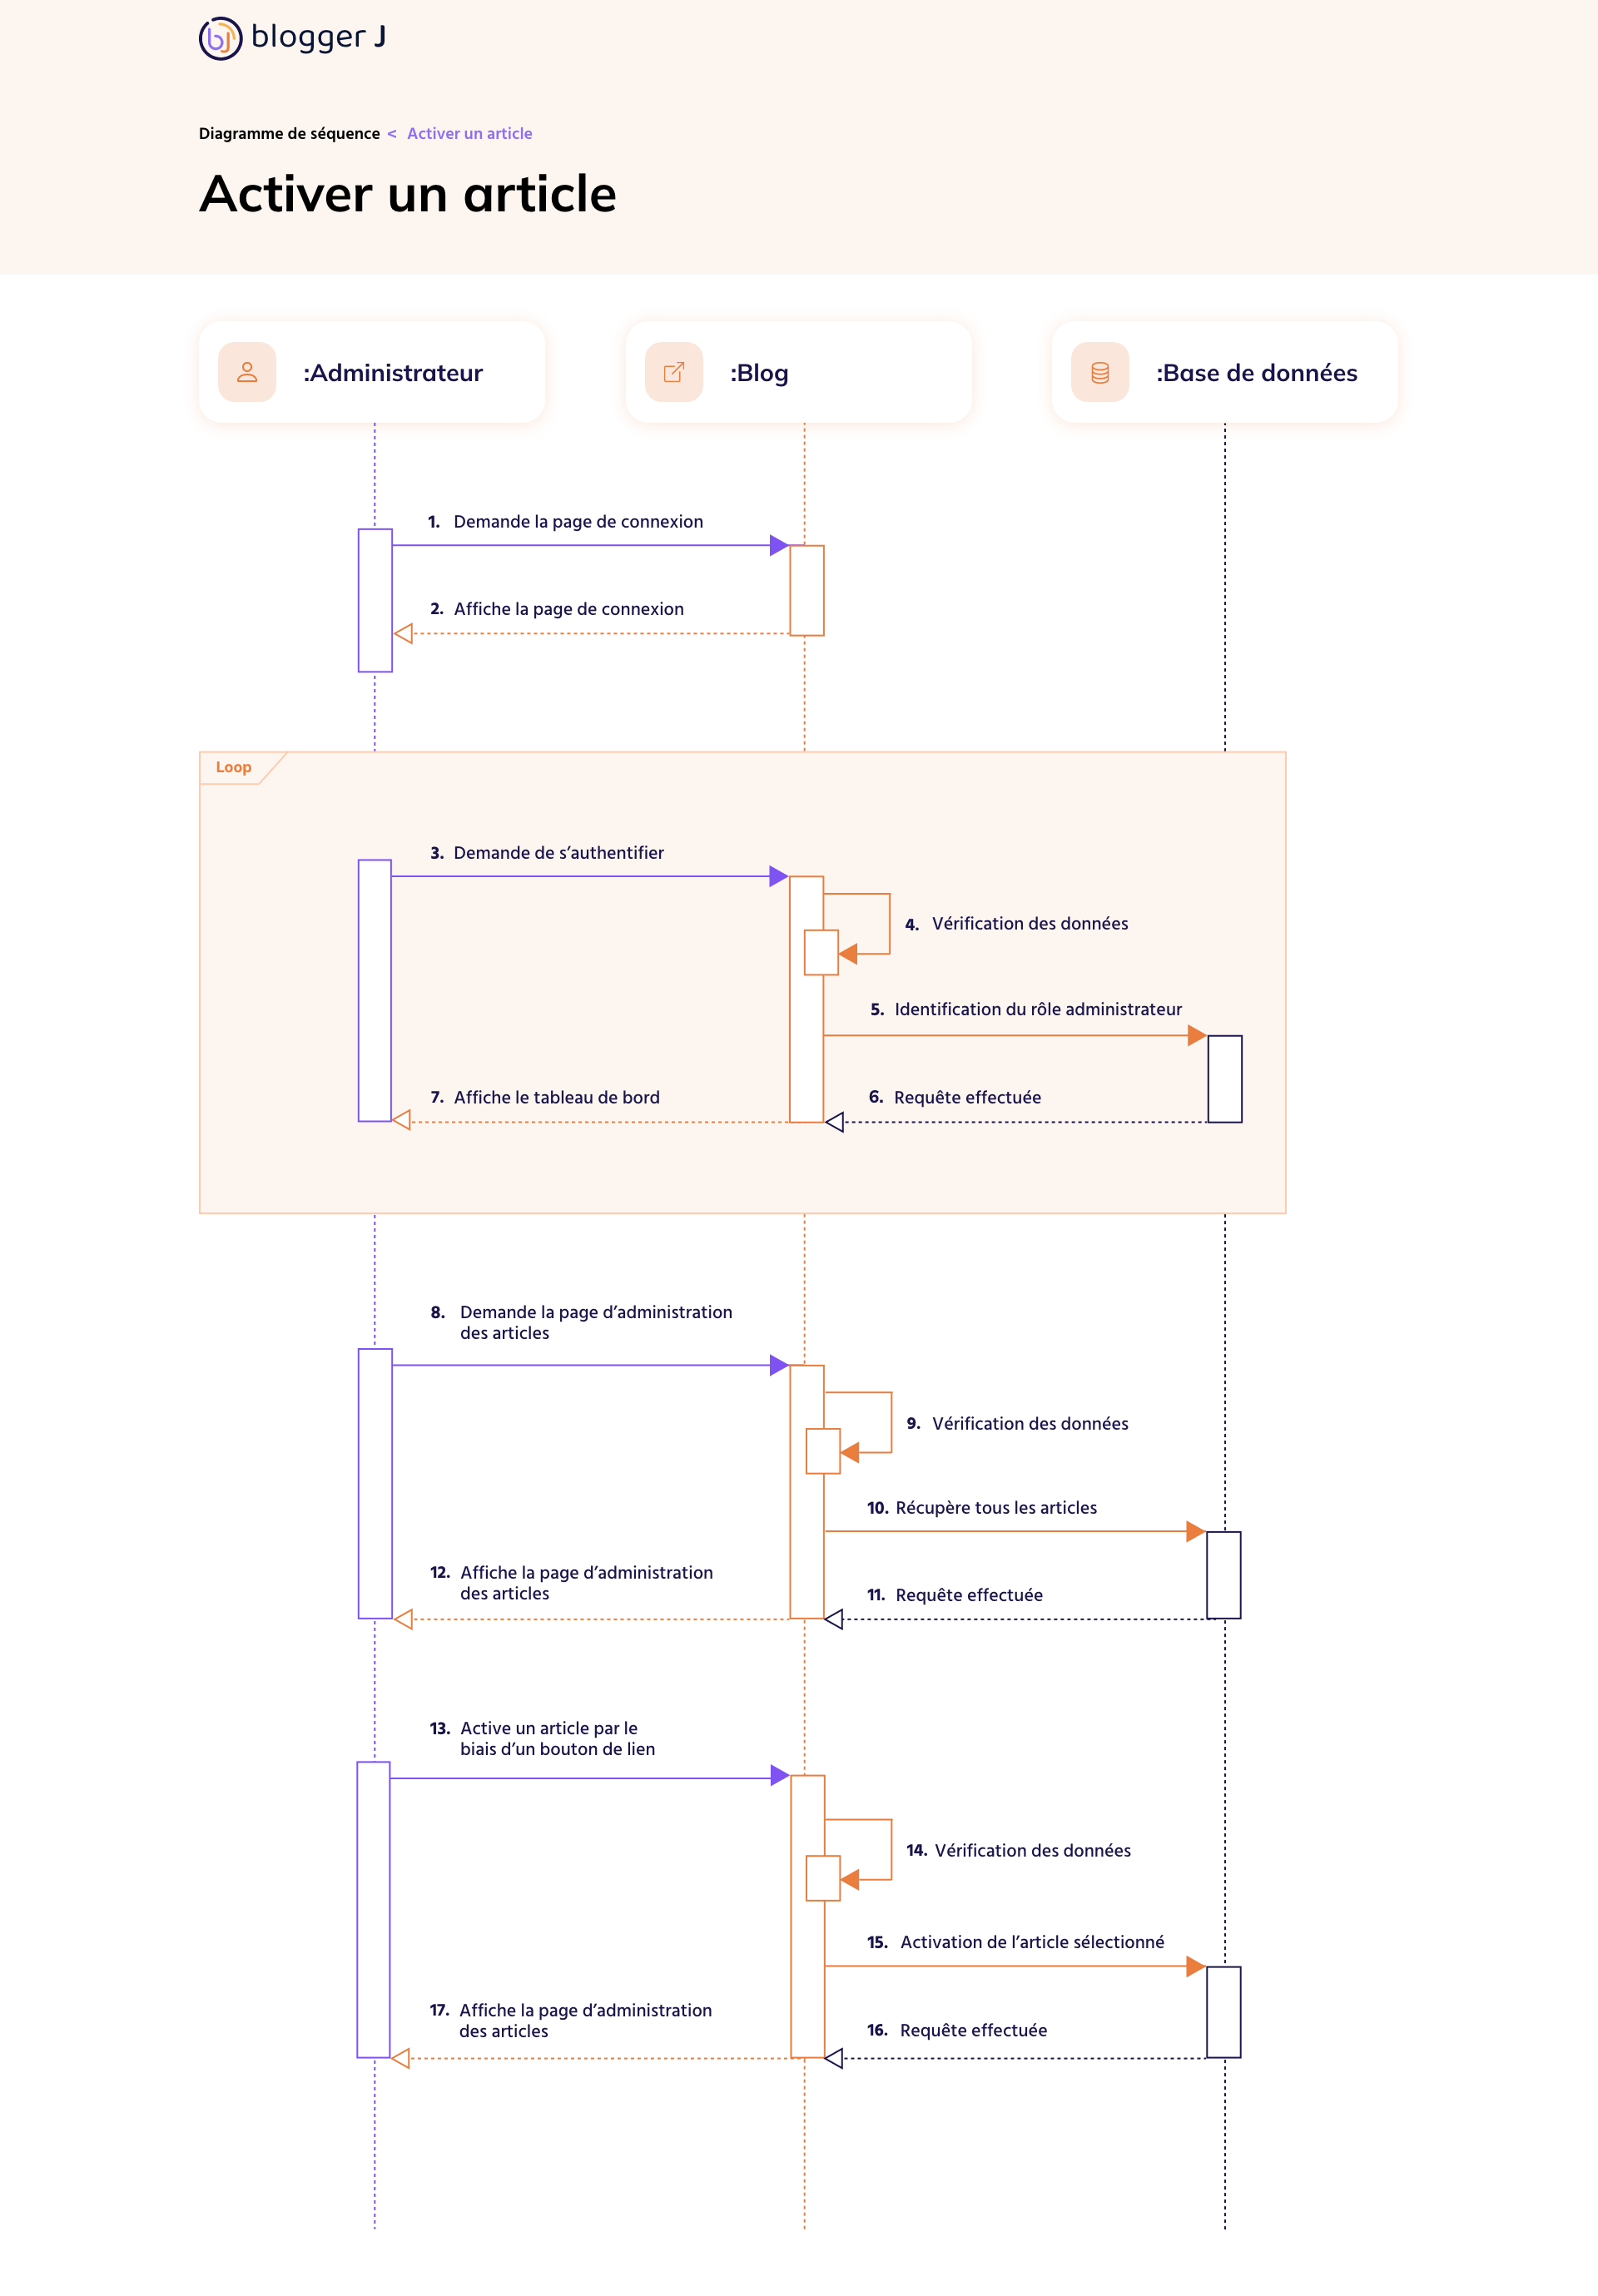 blogger J
Diagramme de séquence < Activer un article
Activer un article
:Administrateur
:Blog
:Base de données
1. Demande la page de connexion
2. Affiche la page de connexion
Loop
3. Demande de s’authentifier
4. Vérification des données
5. Identification du rôle administrateur
7. Affiche le tableau de bord
6. Requête effectuée
8. Demande la page d’administration
des articles
9. Vérification des données
10. Récupère tous les articles
12. Affiche la page d’administration
des articles
11. Requête effectuée
13. Active un article par le
biais d’un bouton de lien
14. Vérification des données
15. Activation de l’article sélectionné
17. Affiche la page d’administration
des articles
16. Requête effectuée